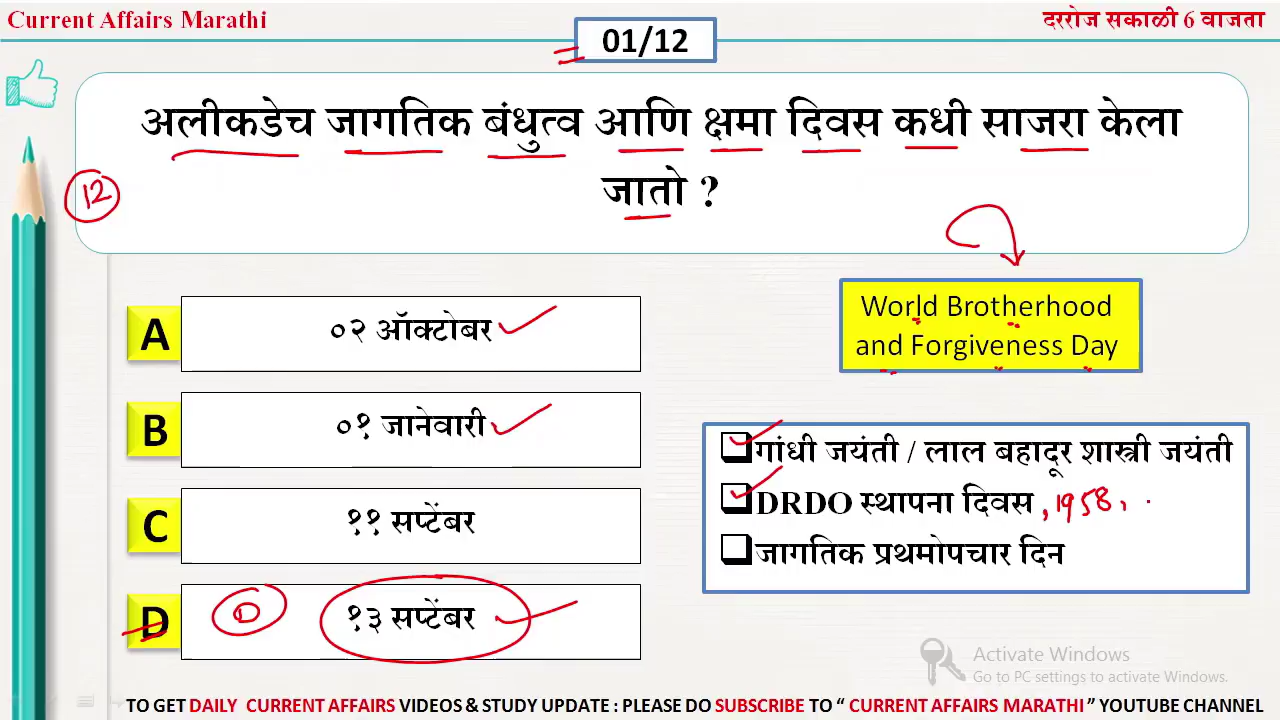 Current Affairs Marathi
दररोज सकाळी 6 वाजता
01/12
अलीकडेच जागतिक बंधुत्व आणि क्षमा दिवस कधी साजरा केला
जातो ?
12
World Brotherhood
and Forgiveness Day
A
०२ ऑक्टोबर
B
०१ जानेवारी
C
११ सप्टेंबर
D
D
१३ सप्टेंबर
गांधी जयंती / लाल बहादूर शास्त्री जयंती
DRDO स्थापना दिवस , 1958,
जागतिक प्रथमोपचार दिन
Activate Windows
Go to PC settings to activate Windows.
TO GET DAILY CURRENT AFFAIRS VIDEOS & STUDY UPDATE : PLEASE DO SUBSCRIBE TO “ CURRENT AFFAIRS MARATHI ” YOUTUBE CHANNEL